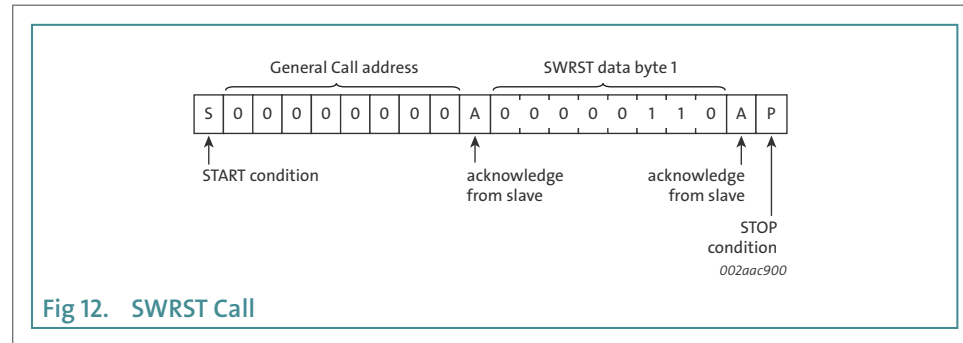 General Call address SWRST data byte 1
S 0 0 0 0 0 0 0 0 A 0 0 0 0 0 1 1 0 A P
START condition acknowledge from slave acknowledge from slave
STOP condition
002aac900
Fig 12. SWRST Call